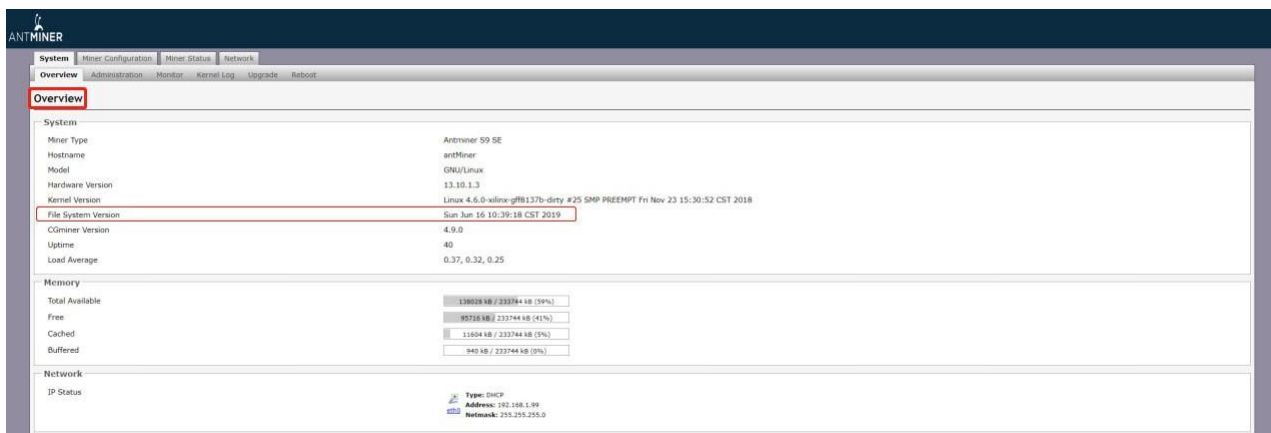 ANTMINER
System Miner Configuration Miner Status Network
Overview Administration Monitor Kernel Log Upgrade Reboot
Overview
System
Miner Type Antminer S9 SE
Hostname antMiner
Model GNU/Linux
Hardware Version 13.10.1.3
Kernel Version Linux 4.6.0-xilinx-gff8137b-dirty #25 SMP PREEMPT Fri Nov 23 15:30:52 CST 2018
File System Version Sun Jun 16 10:39:18 CST 2019
CGminer Version 4.9.0
Uptime 40
Load Average 0.37, 0.32, 0.25
Memory
Total Available 138028 kB / 233744 kB (59%)
Free 95716 kB / 233744 kB (41%)
Cached 11604 kB / 233744 kB (5%)
Buffered 940 kB / 233744 kB (0%)
Network
IP Status
Type: DHCP
Address: 192.168.1.99
eth0 Netmask: 255.255.255.0